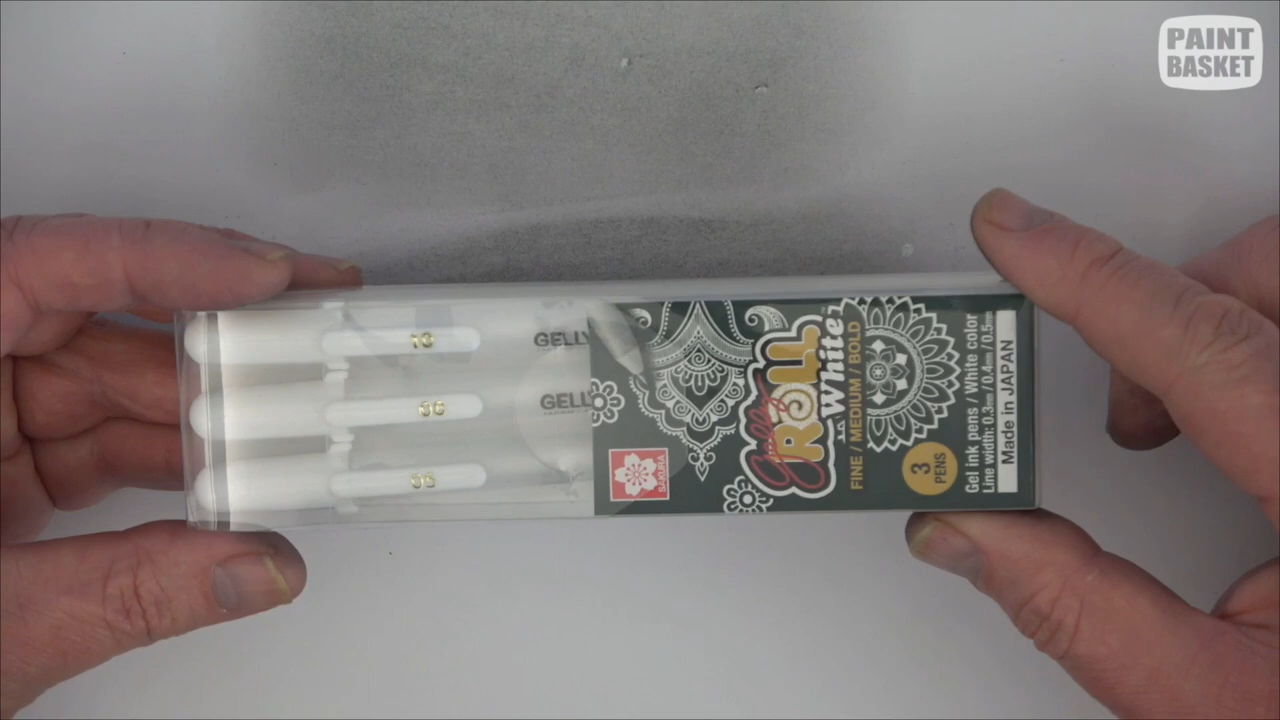 PAINT
BASKET
10
08
05
GELLY
GELL
SAKURA
Gelly
ROLL
White
FINE / MEDIUM / BOLD
3
PENS
Gel ink pens / White color
Line width: 0.3mm / 0.4mm / 0.5mm
Made in JAPAN